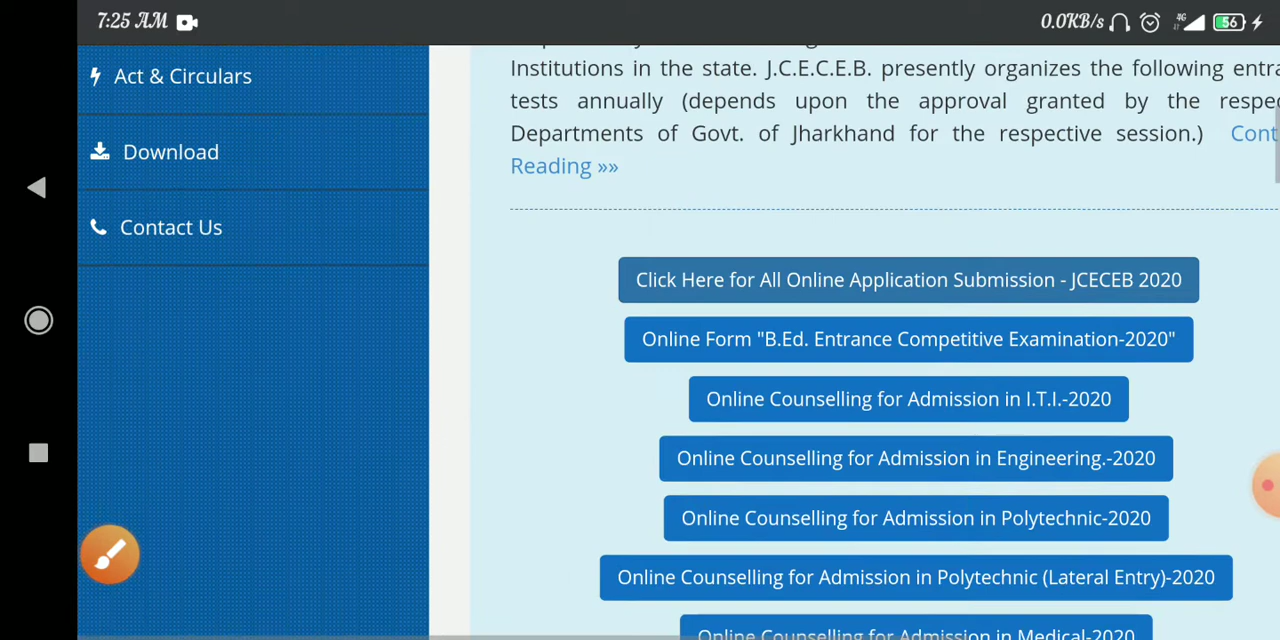 7:25 AM
0.0KB/s
4G
56
Act & Circulars
Download
Contact Us
Institutions in the state. J.C.E.C.E.B. presently organizes the following entra
tests annually (depends upon the approval granted by the respec
Departments of Govt. of Jharkhand for the respective session.) Cont
Reading »»
Click Here for All Online Application Submission - JCECEB 2020
Online Form "B.Ed. Entrance Competitive Examination-2020"
Online Counselling for Admission in I.T.I.-2020
Online Counselling for Admission in Engineering.-2020
Online Counselling for Admission in Polytechnic-2020
Online Counselling for Admission in Polytechnic (Lateral Entry)-2020
Online Counselling for Admission in Medical-2020